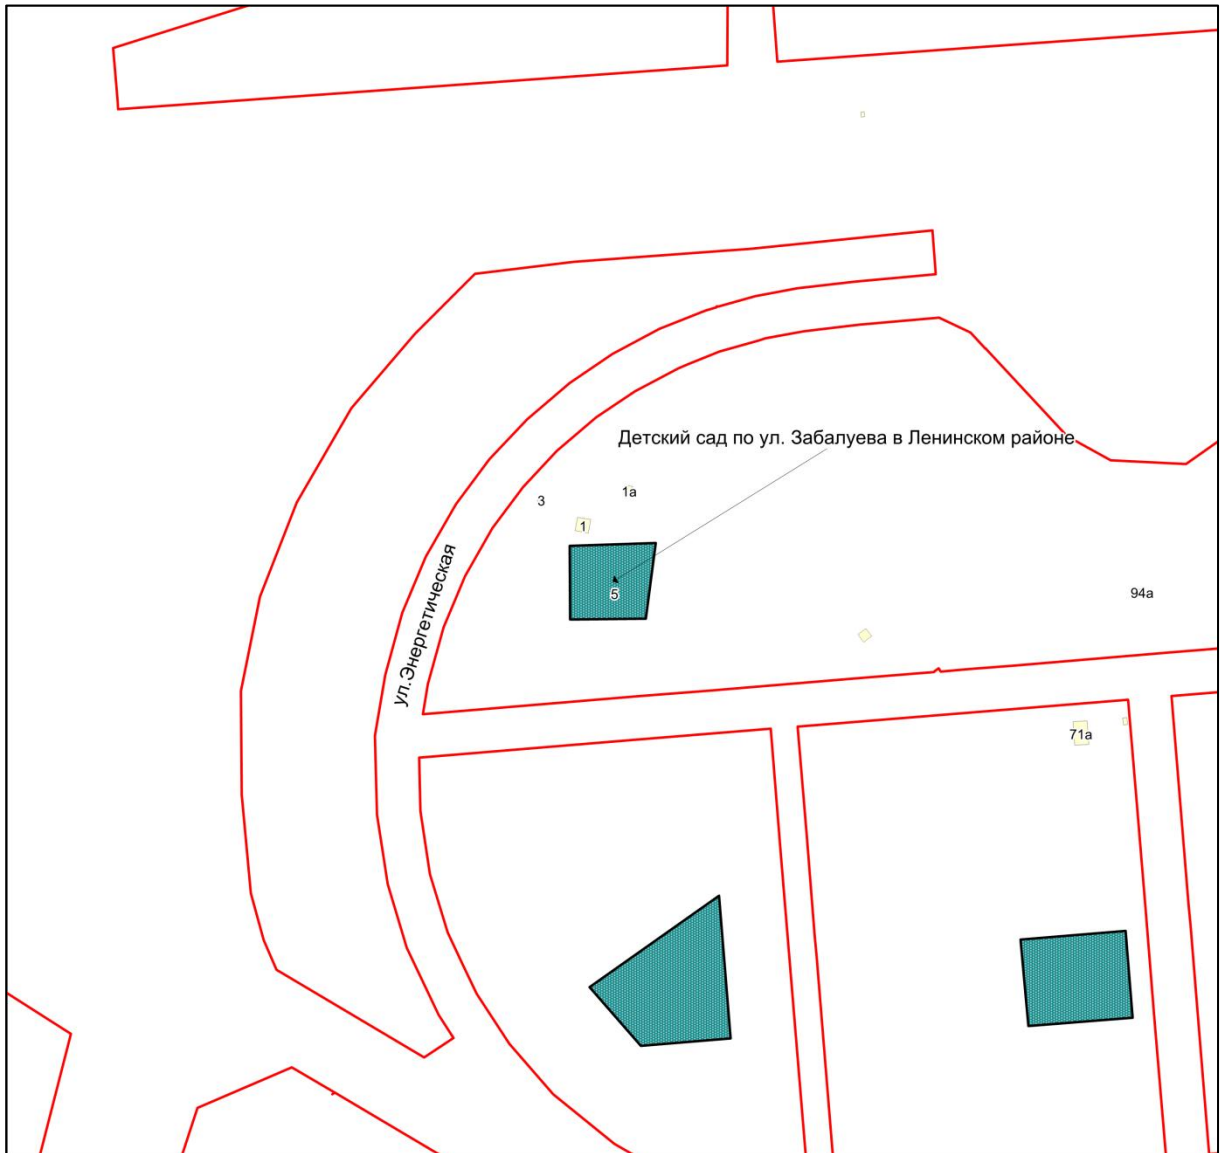 Детский сад по ул. Забалуева в Ленинском районе
1а
3
1
5
94а
ул.Энергетическая
71а